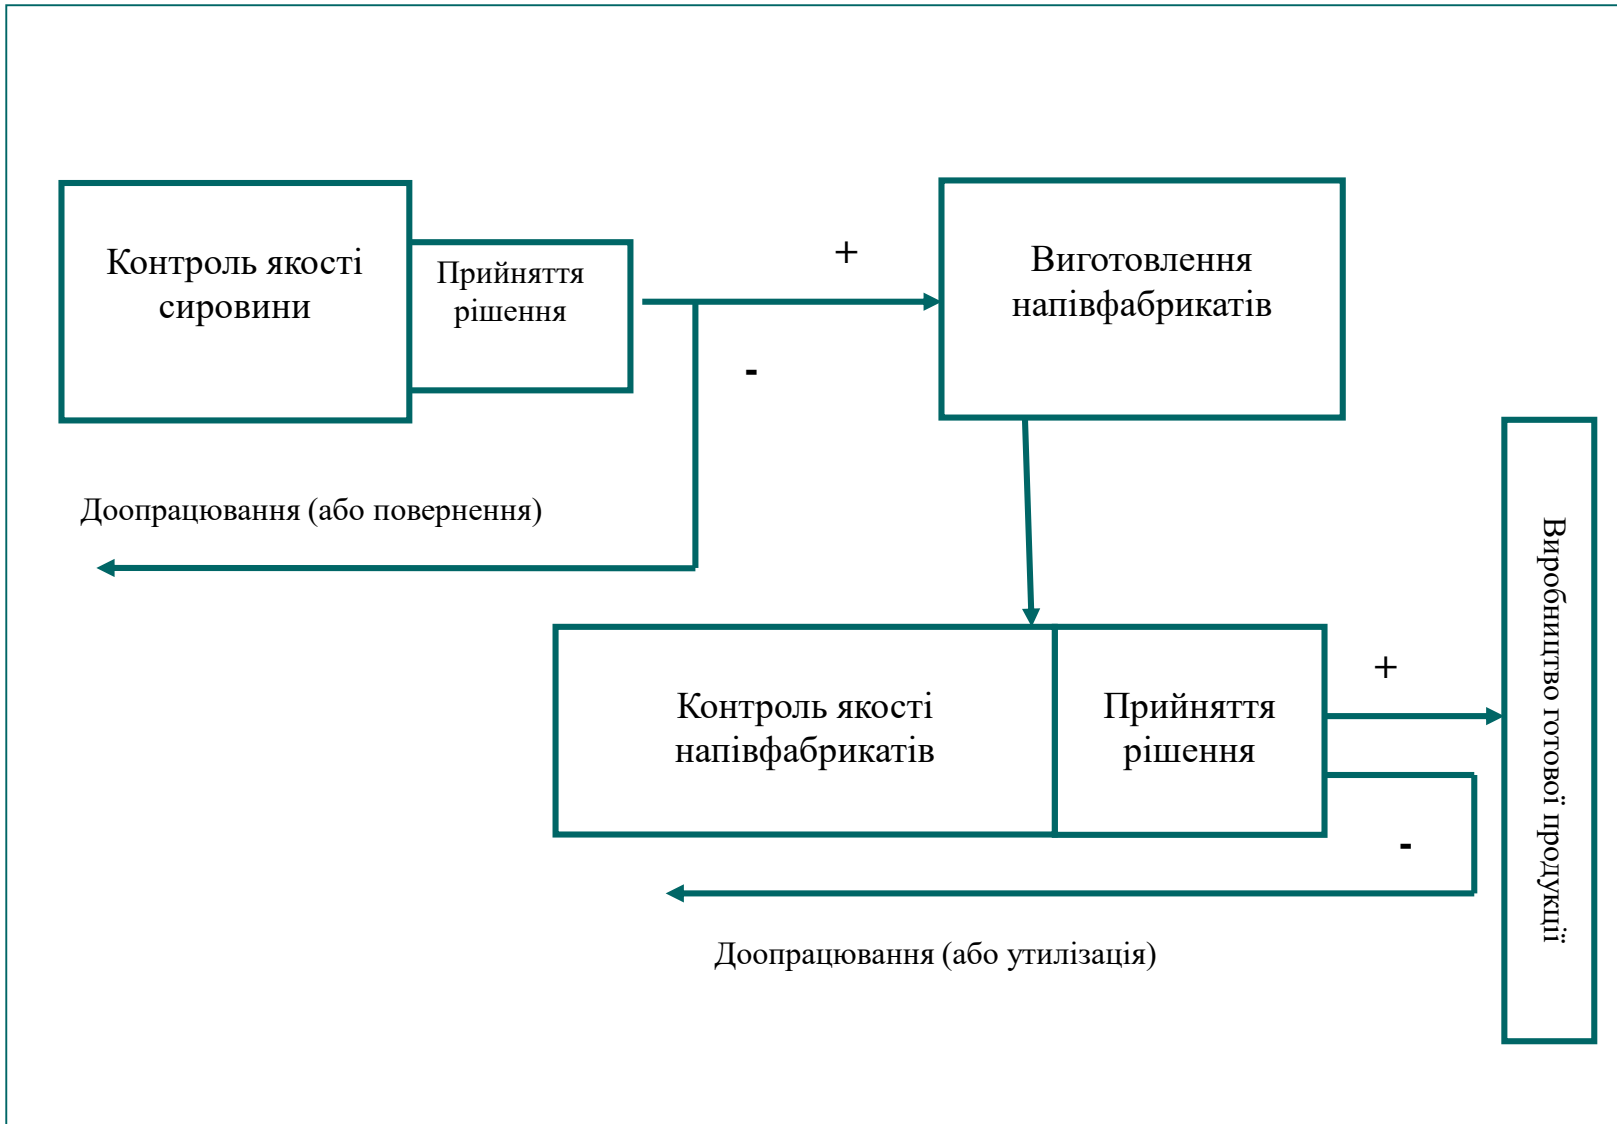 Контроль якості
сировини
Прийняття
рішення
+
Виготовлення
напівфабрикатів
-
Доопрацювання (або повернення)
Контроль якості
напівфабрикатів
Прийняття
рішення
+
-
Доопрацювання (або утилізація)
Виробництво готової продукції